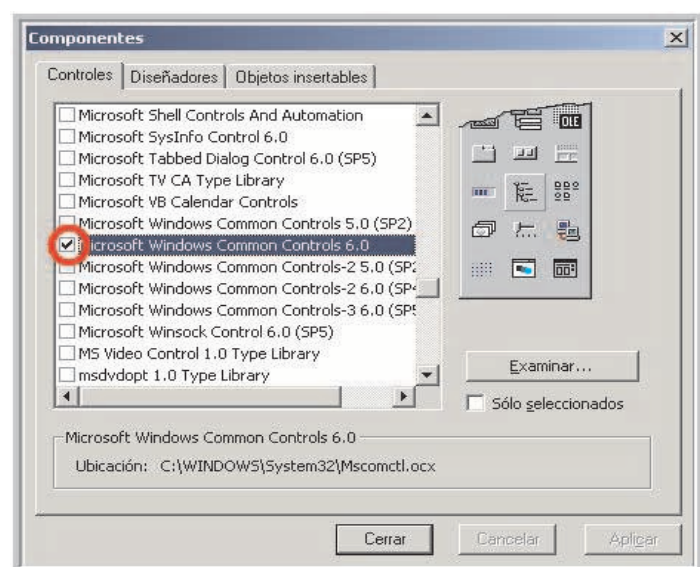 Componentes
Controles
Diseñadores
Objetos insertables
Microsoft Shell Controls And Automation
Microsoft SysInfo Control 6.0
Microsoft Tabbed Dialog Control 6.0 (SP5)
Microsoft TV CA Type Library
Microsoft VB Calendar Controls
Microsoft Windows Common Controls 5.0 (SP2)
Microsoft Windows Common Controls 6.0
Microsoft Windows Common Controls-2 5.0 (SP2
Microsoft Windows Common Controls-2 6.0 (SP
Microsoft Windows Common Controls-3 6.0 (SP5
Microsoft Winsock Control 6.0 (SP5)
MS Video Control 1.0 Type Library
msdvdopt 1.0 Type Library
OLE
Examinar...
Sólo seleccionados
Microsoft Windows Common Controls 6.0
Ubicación: C:\WINDOWS\System32\Mscomctl.ocx
Cerrar
Cancelar
Aplicar